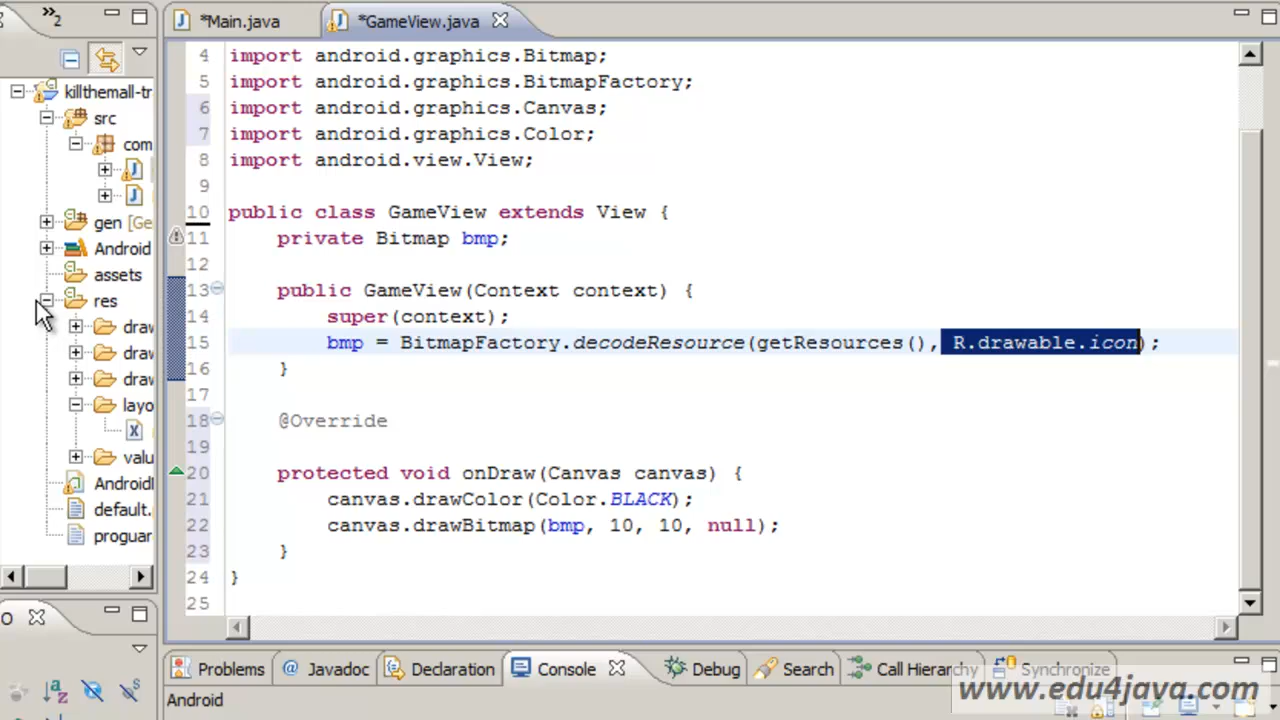 2
*Main.java
*GameView.java
killthemall-tr
src
com
J
J
gen [Ge
Android
assets
res
draw
draw
draw
layo
X
valu
AndroidI
default.
proguar
4 import android.graphics.Bitmap;
5 import android.graphics.BitmapFactory;
6 import android.graphics.Canvas;
7 import android.graphics.Color;
8 import android.view.View;
9
10 public class GameView extends View {
11 private Bitmap bmp;
12
13 public GameView(Context context) {
14 super(context);
15 bmp = BitmapFactory.decodeResource(getResources(), R.drawable.icon);
16 }
17
18 @Override
19
20 protected void onDraw(Canvas canvas) {
21 canvas.drawColor(Color.BLACK);
22 canvas.drawBitmap(bmp, 10, 10, null);
23 }
24 }
25
O
Problems @ Javadoc Declaration Console Debug Search Call Hierarchy Synchronize
Android
www.edu4java.com